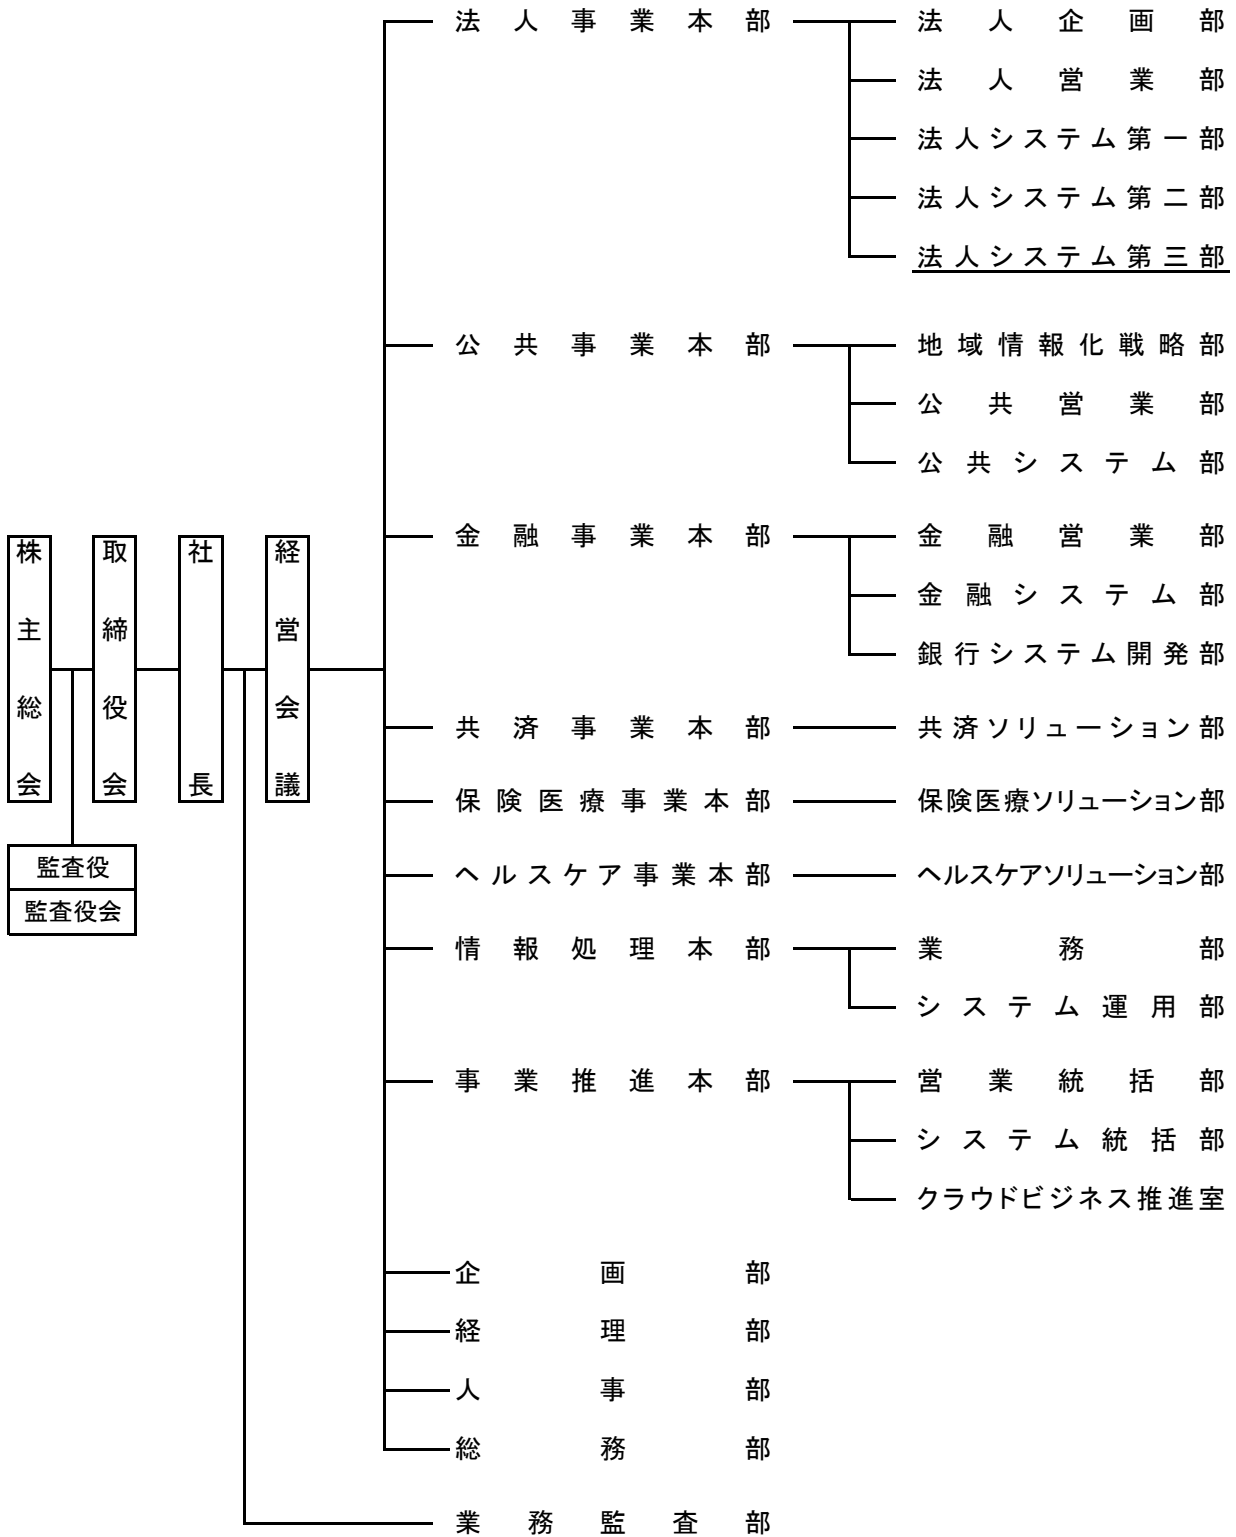 株主総会
取締役会
社長
経営会議
監査役
監査役会
法人事業本部
法人企画部
法人営業部
法人システム第一部
法人システム第二部
法人システム第三部
公共事業本部
地域情報化戦略部
公共営業部
公共システム部
金融事業本部
金融営業部
金融システム部
銀行システム開発部
共済事業本部
共済ソリューション部
保険医療事業本部
保険医療ソリューション部
ヘルスケア事業本部
ヘルスケアソリューション部
情報処理本部
業務部
システム運用部
事業推進本部
営業統括部
システム統括部
クラウドビジネス推進室
企画部
経理部
人事部
総務部
業務監査部